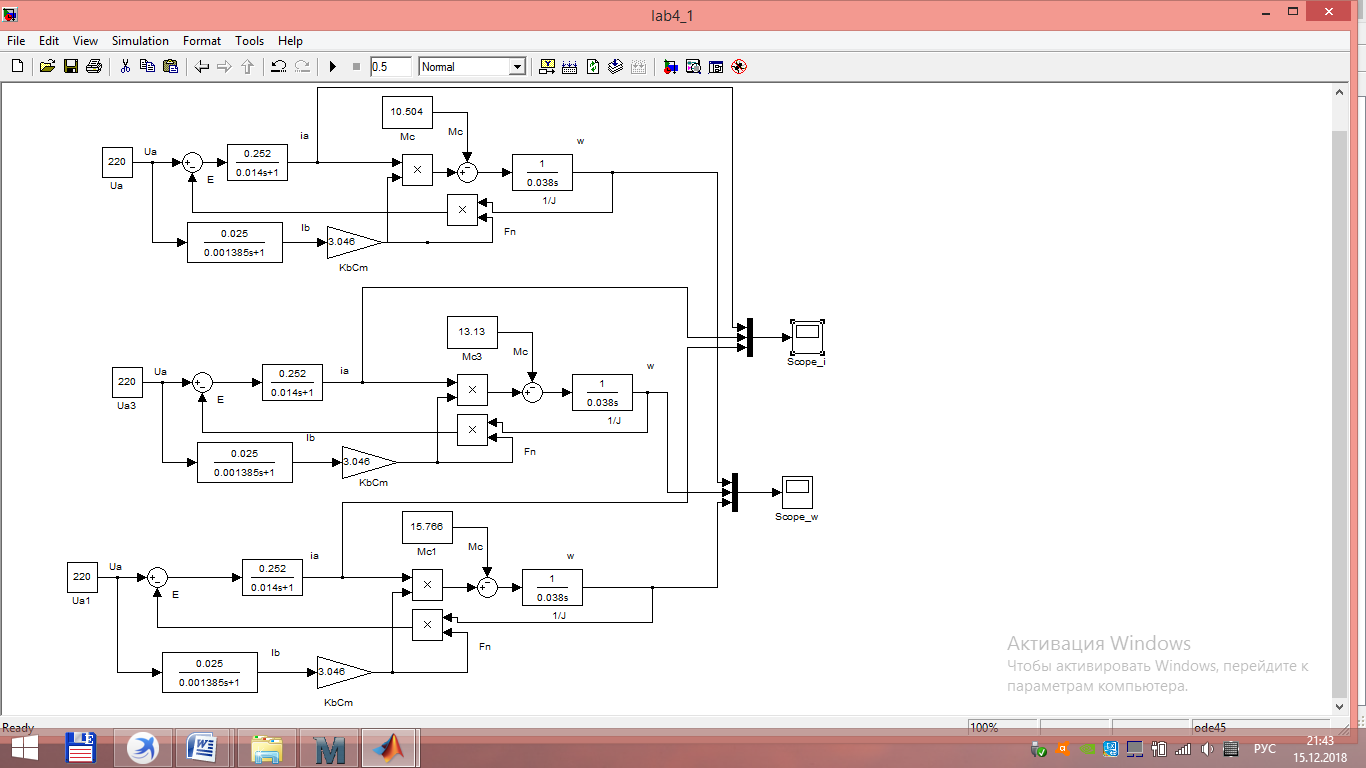 lab4_1
File Edit View Simulation Format Tools Help
0.5 Normal
10.504
Mc
Mc
ia
w
Ua
220
Ua
+
-
E
0.252
0.014s+1
×
+
-
1
0.038s
1/J
×
Fn
0.025
0.001385s+1
Ib
3.046
KbCm
13.13
Mc3
Mc
ia
w
Ua
220
Ua3
+
-
E
0.252
0.014s+1
×
+
-
1
0.038s
1/J
×
Fn
0.025
0.001385s+1
Ib
3.046
KbCm
Scope_i
Scope_w
15.766
Mc1
Mc
ia
w
Ua
220
Ua1
+
-
E
0.252
0.014s+1
×
+
-
1
0.038s
1/J
×
Fn
0.025
0.001385s+1
Ib
3.046
KbCm
Активация Windows
Чтобы активировать Windows, перейдите к
параметрам компьютера.
Ready 100% ode45
РУС
21:43
15.12.2018